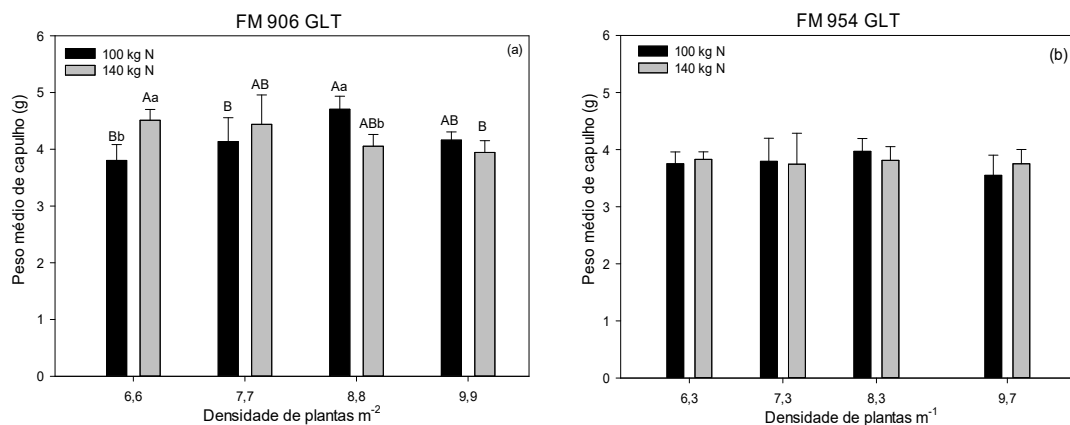 FM 906 GLT
(a)
100 kg N
140 kg N
Peso médio de capulho (g)
6
5
4
3
2
1
0
Bb
Aa
B
AB
Aa
ABb
AB
B
6,6
7,7
8,8
9,9
Densidade de plantas m⁻²
FM 954 GLT
(b)
100 kg N
140 kg N
Peso médio de capulho (g)
6
5
4
3
2
1
0
6,3
7,3
8,3
9,7
Densidade de plantas m⁻¹